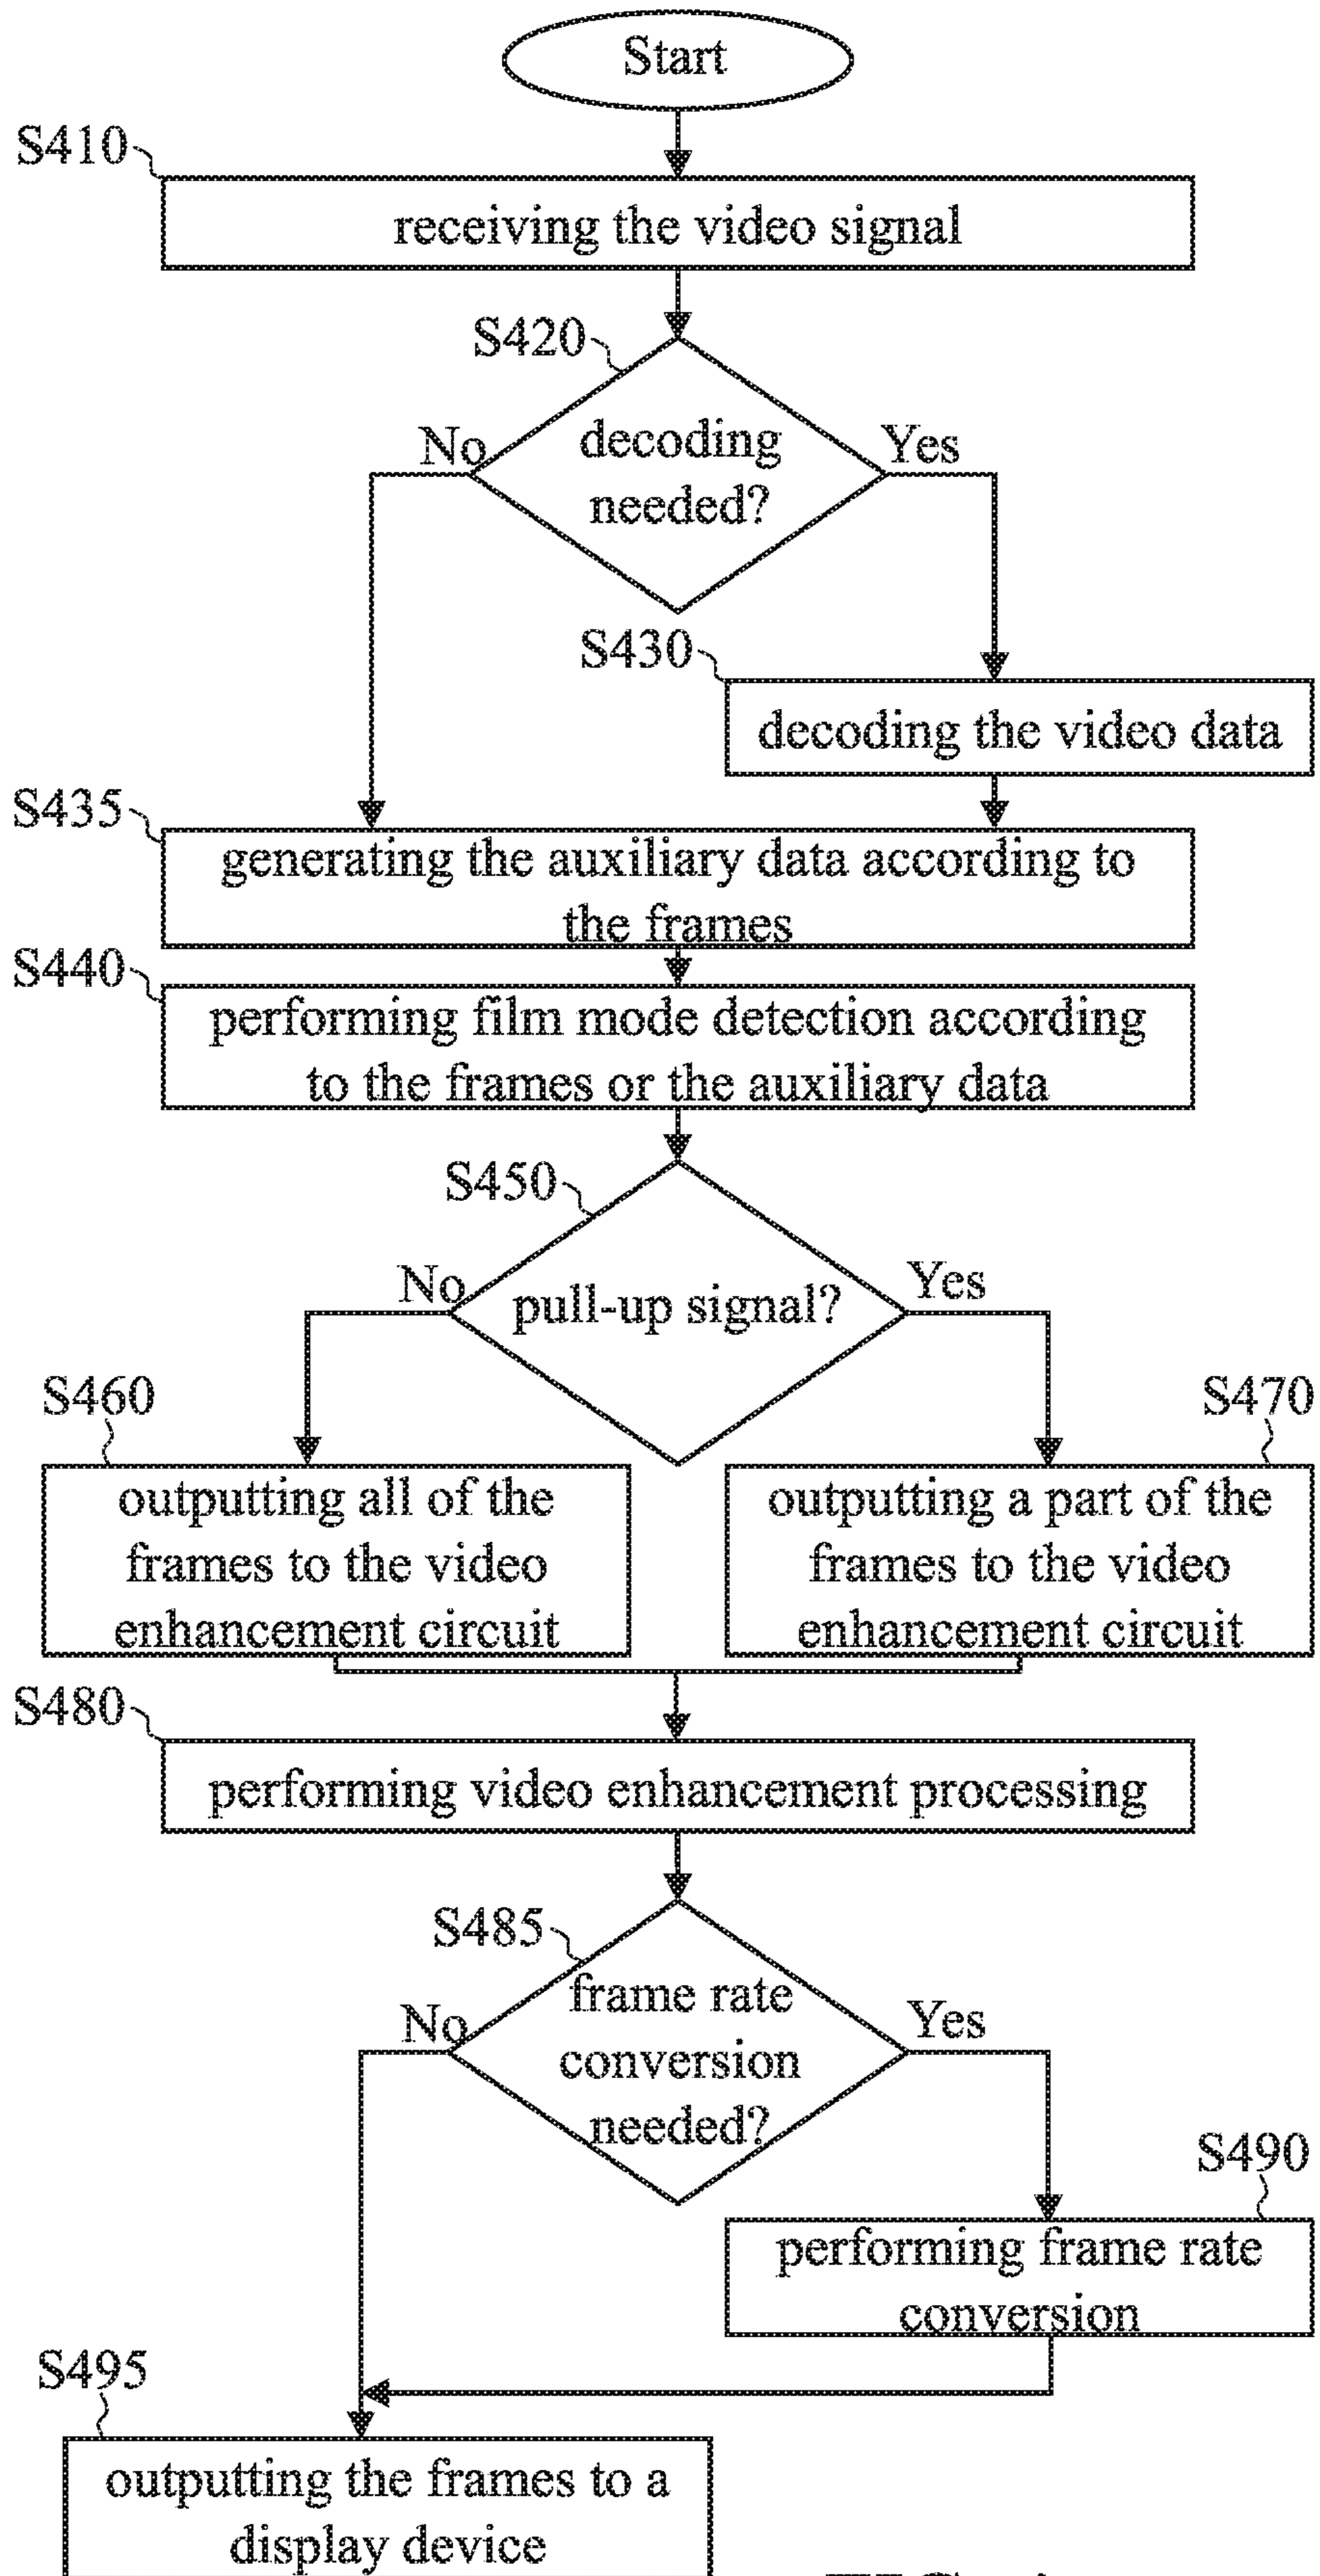 Start
S410
receiving the video signal
S420
decoding
needed?
No
Yes
S430
decoding the video data
S435
generating the auxiliary data according to
the frames
S440
performing film mode detection according
to the frames or the auxiliary data
S450
pull-up signal?
No
Yes
S460
outputting all of the
frames to the video
enhancement circuit
S470
outputting a part of the
frames to the video
enhancement circuit
S480
performing video enhancement processing
S485
frame rate
conversion
needed?
No
Yes
S490
performing frame rate
conversion
S495
outputting the frames to a
display device